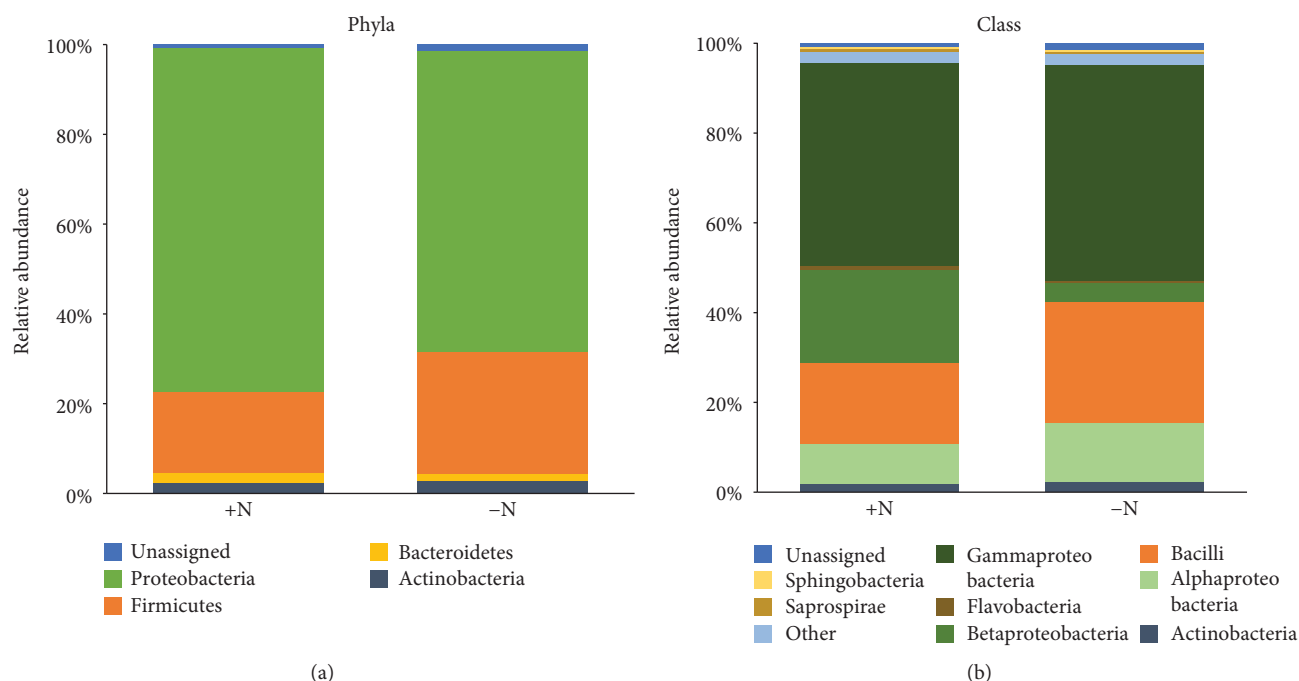 Phyla
100%
80%
60%
40%
20%
0%
Relative abundance
+N
−N
Unassigned
Proteobacteria
Firmicutes
Bacteroidetes
Actinobacteria
(a)
Class
100%
80%
60%
40%
20%
0%
Relative abundance
+N
−N
Unassigned
Sphingobacteria
Saprospirae
Other
Gammaproteo
bacteria
Flavobacteria
Betaproteobacteria
Bacilli
Alphaproteo
bacteria
Actinobacteria
(b)